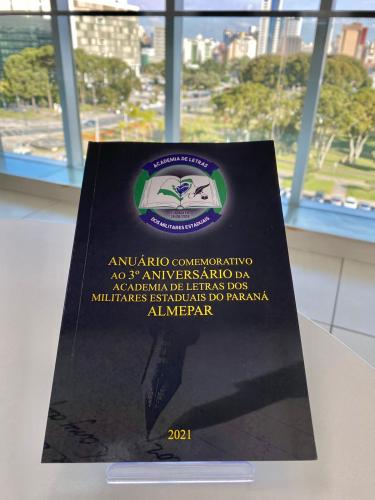 ACADEMIA DE LETRAS
DOS MILITARES ESTADUAIS
ANUÁRIO COMEMORATIVO
AO 3º ANIVERSÁRIO DA
ACADEMIA DE LETRAS DOS
MILITARES ESTADUAIS DO PARANÁ
ALMEPAR
2021